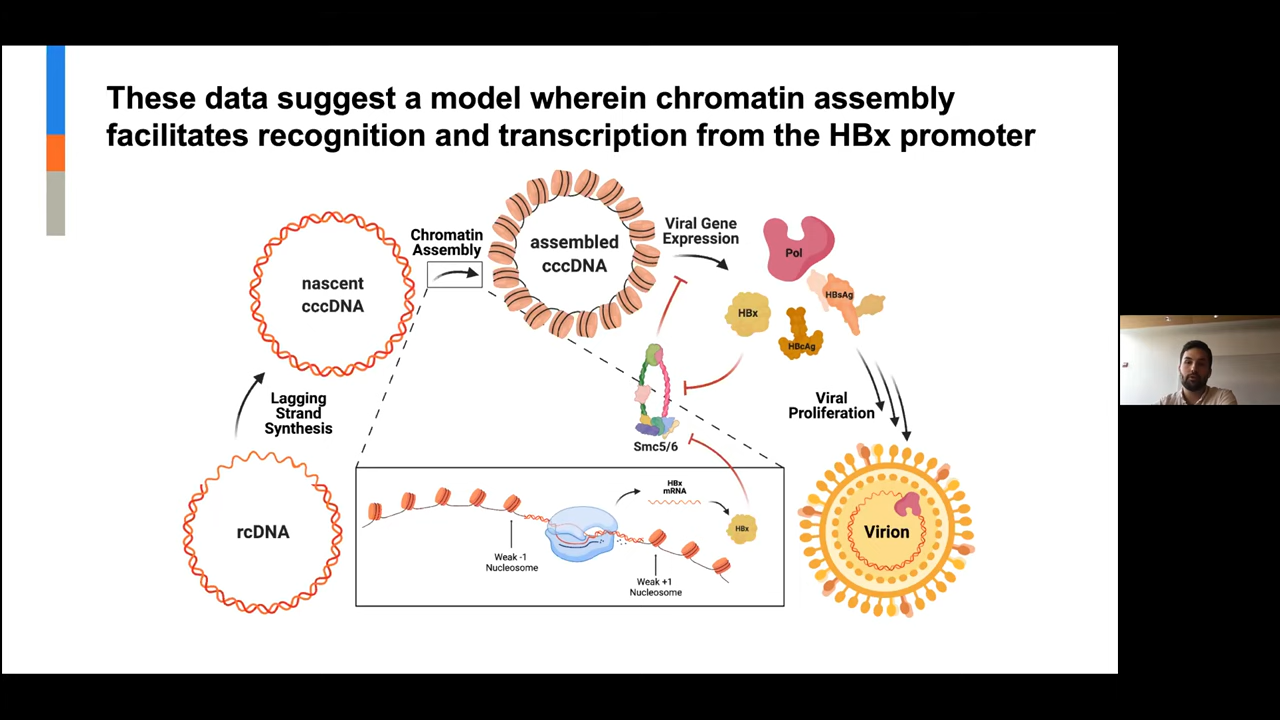 These data suggest a model wherein chromatin assembly
facilitates recognition and transcription from the HBx promoter
nascent
cccDNA
Chromatin
Assembly
assembled
cccDNA
Viral Gene
Expression
Pol
HBsAg
HBx
HBcAg
Lagging
Strand
Synthesis
Viral
Proliferation
Smc5/6
rcDNA
HBx
mRNA
HBx
Weak -1
Nucleosome
Weak +1
Nucleosome
Virion